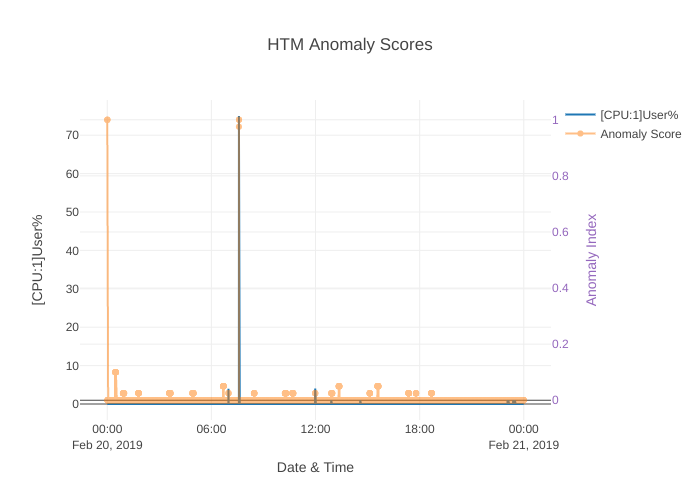 HTM Anomaly Scores
[CPU:1]User%
Anomaly Score
70
60
50
40
30
20
10
0
[CPU:1]User%
1
0.8
0.6
0.4
0.2
0
Anomaly Index
00:00
Feb 20, 2019
06:00
12:00
18:00
00:00
Feb 21, 2019
Date & Time